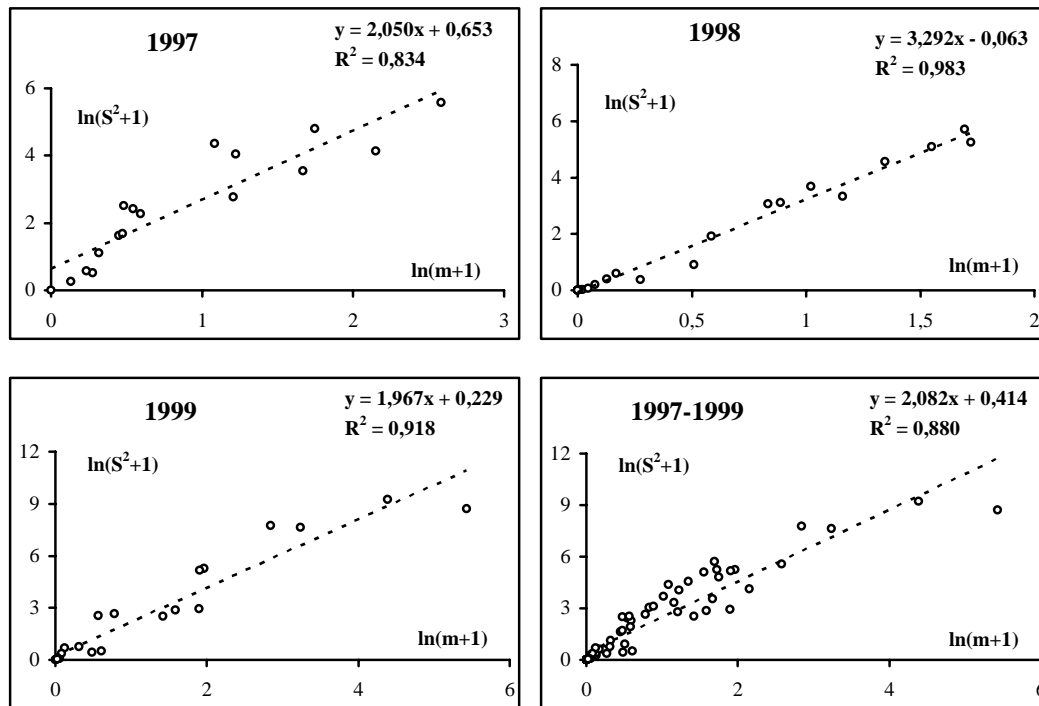 1997
y = 2,050x + 0,653
R² = 0,834
ln(S²+1)
6
4
2
0
ln(m+1)
0 1 2 3
1998
y = 3,292x - 0,063
R² = 0,983
ln(S²+1)
8
6
4
2
0
ln(m+1)
0 0,5 1 1,5 2
1999
y = 1,967x + 0,229
R² = 0,918
ln(S²+1)
12
9
6
3
0
ln(m+1)
0 2 4 6
1997-1999
y = 2,082x + 0,414
R² = 0,880
ln(S²+1)
12
9
6
3
0
ln(m+1)
0 2 4 6